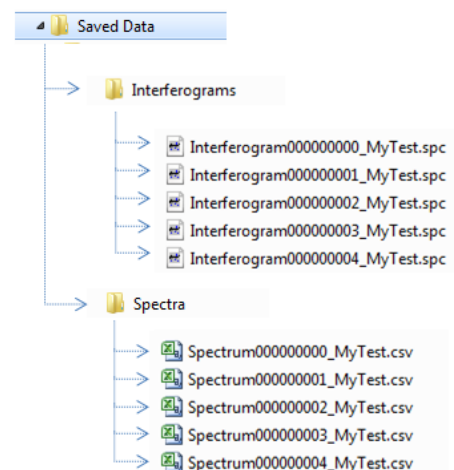 Saved Data
Interferograms
Interferogram000000000_MyTest.spc
Interferogram000000001_MyTest.spc
Interferogram000000002_MyTest.spc
Interferogram000000003_MyTest.spc
Interferogram000000004_MyTest.spc
Spectra
Spectrum000000000_MyTest.csv
Spectrum000000001_MyTest.csv
Spectrum000000002_MyTest.csv
Spectrum000000003_MyTest.csv
Spectrum000000004_MyTest.csv